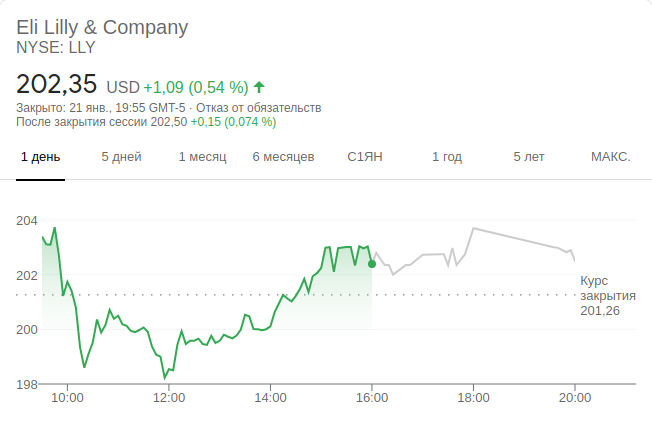 Eli Lilly & Company
NYSE: LLY
202,35 USD +1,09 (0,54 %)
Закрыто: 21 янв., 19:55 GMT-5 · Отказ от обязательств
После закрытия сессии 202,50 +0,15 (0,074 %)
1 день 5 дней 1 месяц 6 месяцев С1ЯН 1 год 5 лет МАКС.
204
202
Курс
закрытия
201,26
200
198
10:00 12:00 14:00 16:00 18:00 20:00